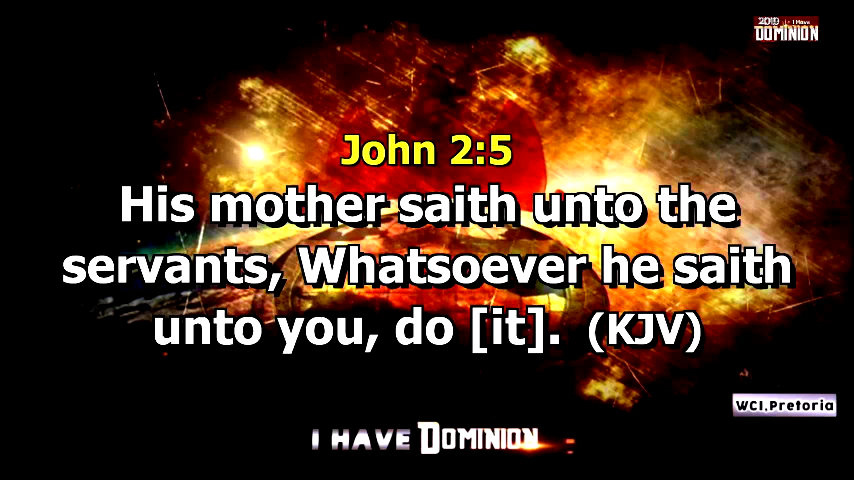 2019 I Have
DOMINION
John 2:5
His mother saith unto the
servants, Whatsoever he saith
unto you, do [it]. (KJV)
WCI.Pretoria
I HAVE DOMINION